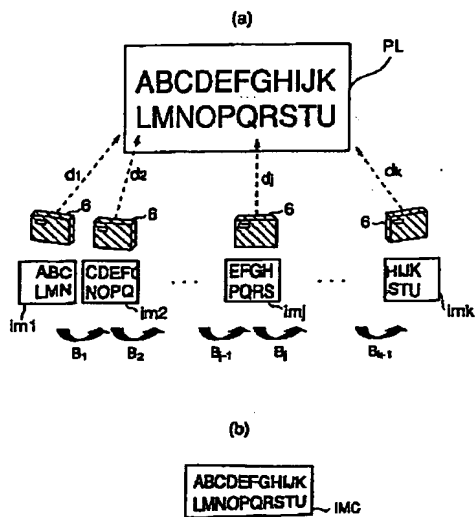 (a)
PL
ABCDEFGHIJK
LMNOPQRSTU
d1 d2 dj dk
6 6 6 6
ABC CDEF EFGH HIJK
LMN NOPQ PQRS STU
... ...
im1 im2 imj imk
B1 B2 Bj-1 Bj Bk-1
(b)
ABCDEFGHIJK
LMNOPQRSTU
IMC